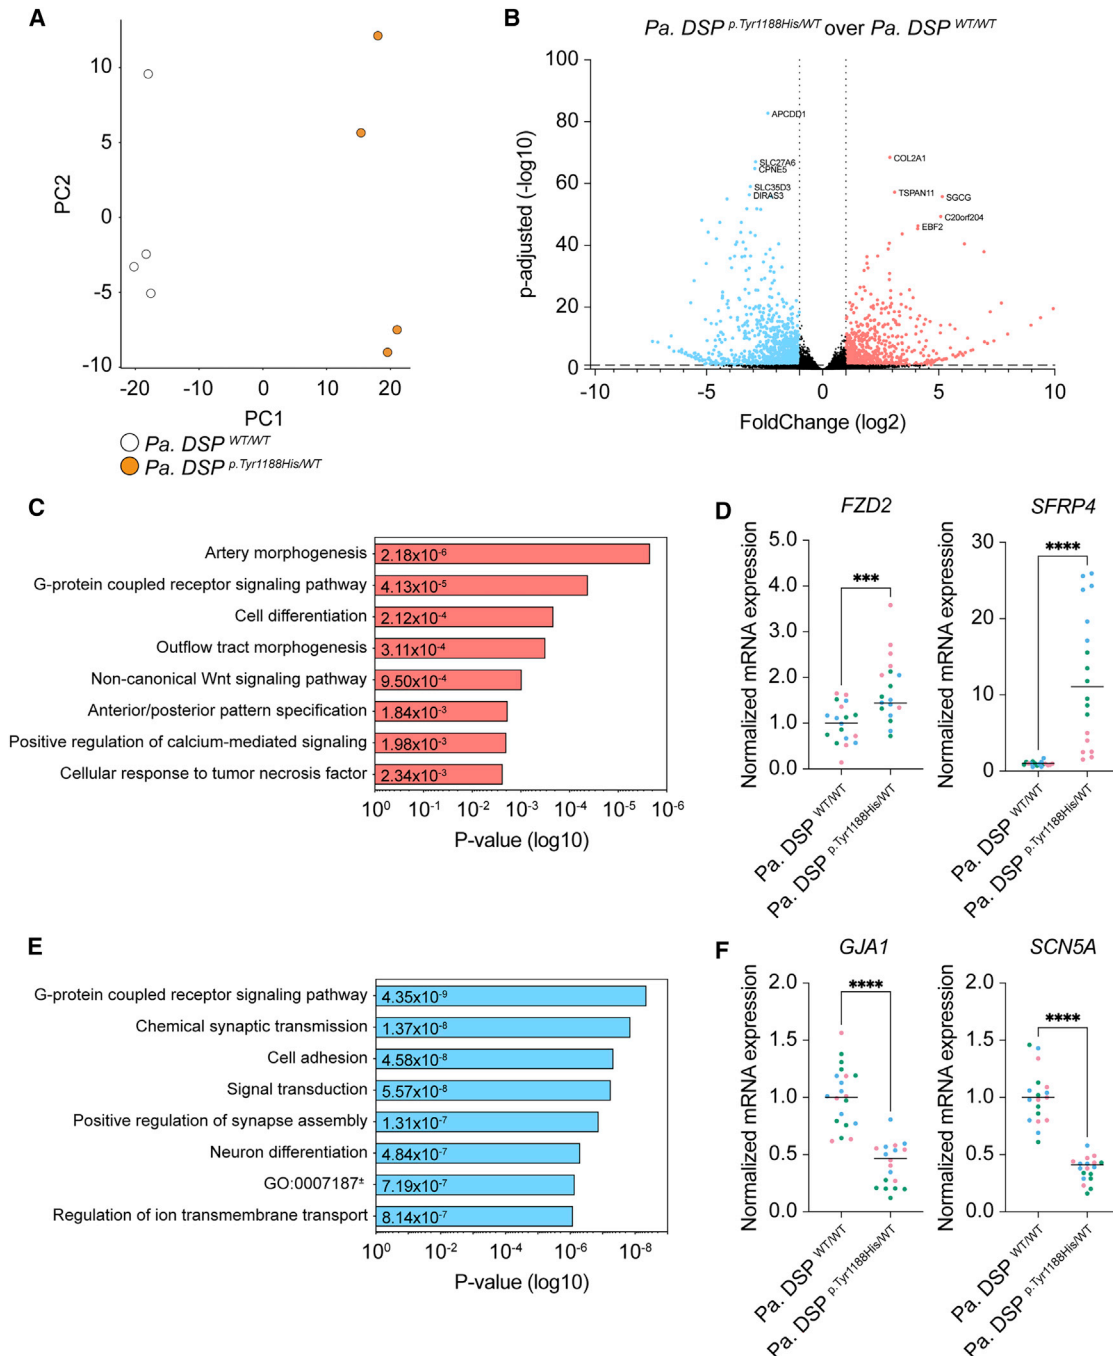 A
10
5
0
-5
-10
PC2
-20
-10
0
10
20
PC1
Pa. DSP WT/WT
Pa. DSP p.Tyr1188His/WT
B
Pa. DSP p.Tyr1188His/WT over Pa. DSP WT/WT
100
80
60
40
20
0
p-adjusted (-log10)
APCDD1
SLC27A6
CPNE5
SLC35D3
DIRAS3
COL2A1
TSPAN11
SGCG
C20orf204
EBF2
-10
-5
0
5
10
FoldChange (log2)
C
Artery morphogenesis 2.18x10-6
G-protein coupled receptor signaling pathway 4.13x10-5
Cell differentiation 2.12x10-4
Outflow tract morphogenesis 3.11x10-4
Non-canonical Wnt signaling pathway 9.50x10-4
Anterior/posterior pattern specification 1.84x10-3
Positive regulation of calcium-mediated signaling 1.98x10-3
Cellular response to tumor necrosis factor 2.34x10-3
100 10-1 10-2 10-3 10-4 10-5 10-6
P-value (log10)
D
FZD2
5.0
4.0
3.0
2.0
1.0
0.0
Normalized mRNA expression
***
Pa. DSP WT/WT
Pa. DSP p.Tyr1188His/WT
SFRP4
30
20
10
0
Normalized mRNA expression
****
Pa. DSP WT/WT
Pa. DSP p.Tyr1188His/WT
E
G-protein coupled receptor signaling pathway 4.35x10-9
Chemical synaptic transmission 1.37x10-8
Cell adhesion 4.58x10-8
Signal transduction 5.57x10-8
Positive regulation of synapse assembly 1.31x10-7
Neuron differentiation 4.84x10-7
GO:0007187± 7.19x10-7
Regulation of ion transmembrane transport 8.14x10-7
100 10-2 10-4 10-6 10-8
P-value (log10)
F
GJA1
2.0
1.5
1.0
0.5
0.0
Normalized mRNA expression
****
Pa. DSP WT/WT
Pa. DSP p.Tyr1188His/WT
SCN5A
2.0
1.5
1.0
0.5
0.0
Normalized mRNA expression
****
Pa. DSP WT/WT
Pa. DSP p.Tyr1188His/WT